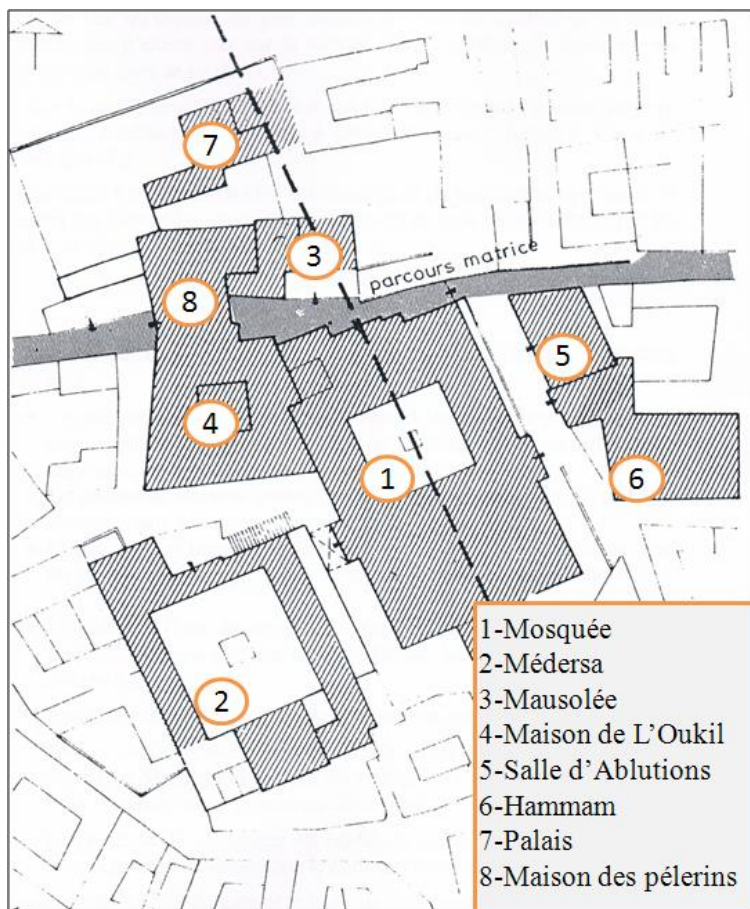 7
3
parcours matrice
8
5
4
1
6
2
1-Mosquée
2-Médersa
3-Mausolée
4-Maison de L'Oukil
5-Salle d'Ablutions
6-Hammam
7-Palais
8-Maison des pélerins